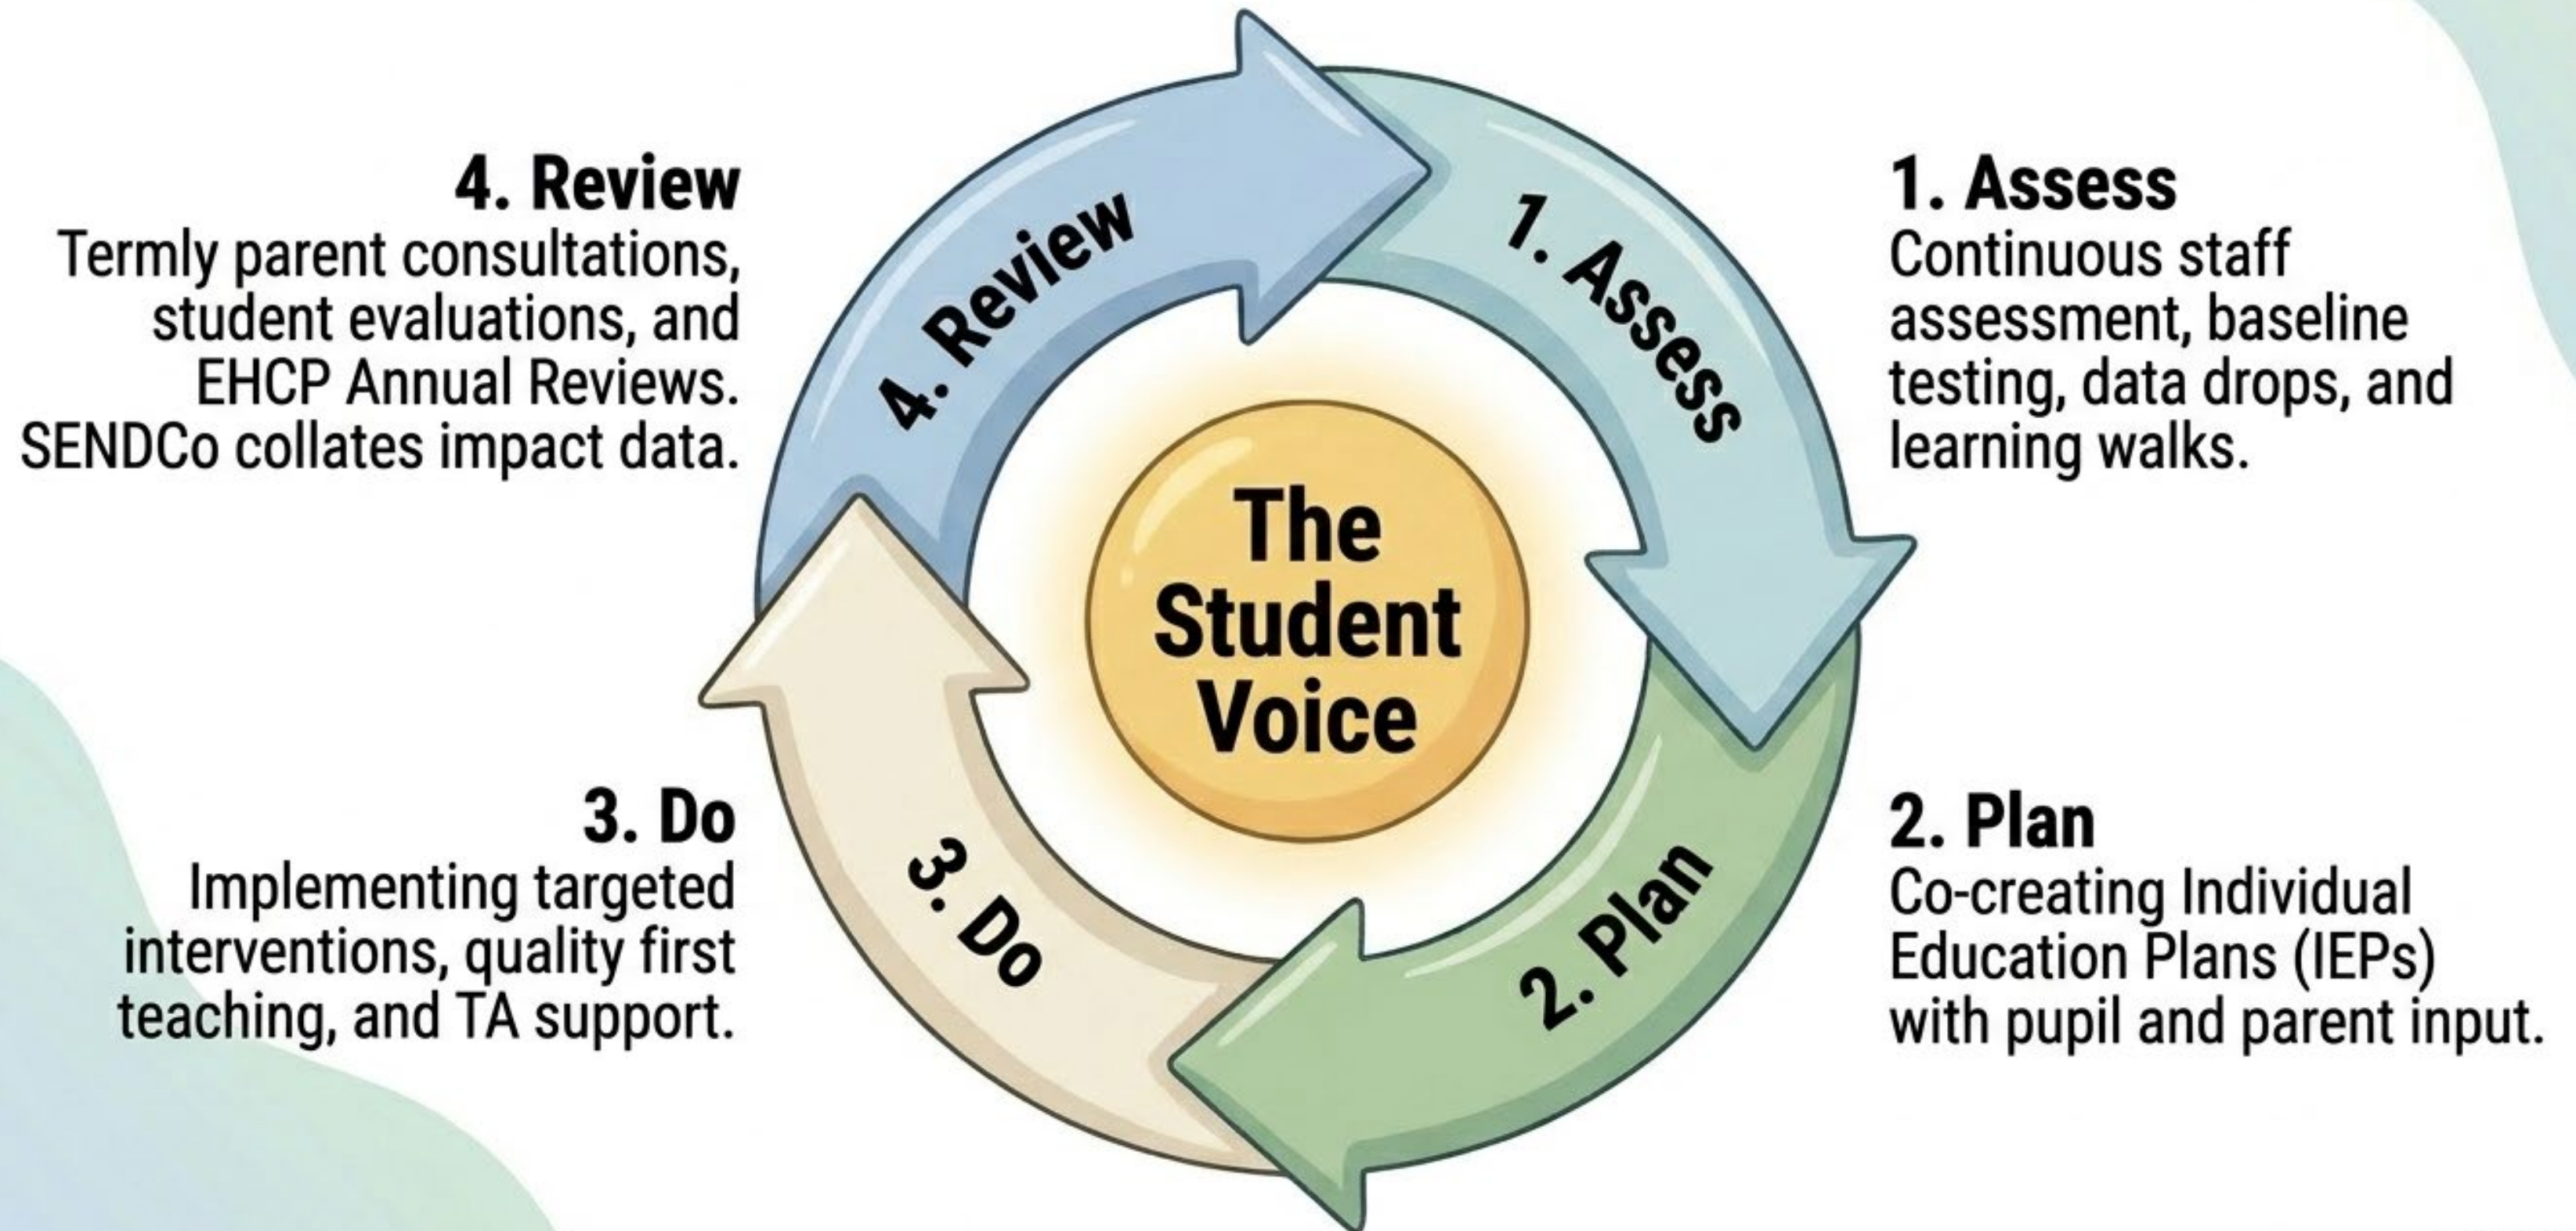 4. Review
Termly parent consultations,
student evaluations, and
EHCP Annual Reviews.
SENDCo collates impact data.
4. Review
1. Assess
1. Assess
Continuous staff
assessment, baseline
testing, data drops, and
learning walks.
The
Student
Voice
3. Do
Implementing targeted
interventions, quality first
teaching, and TA support.
3. Do
2. Plan
2. Plan
Co-creating Individual
Education Plans (IEPs)
with pupil and parent input.